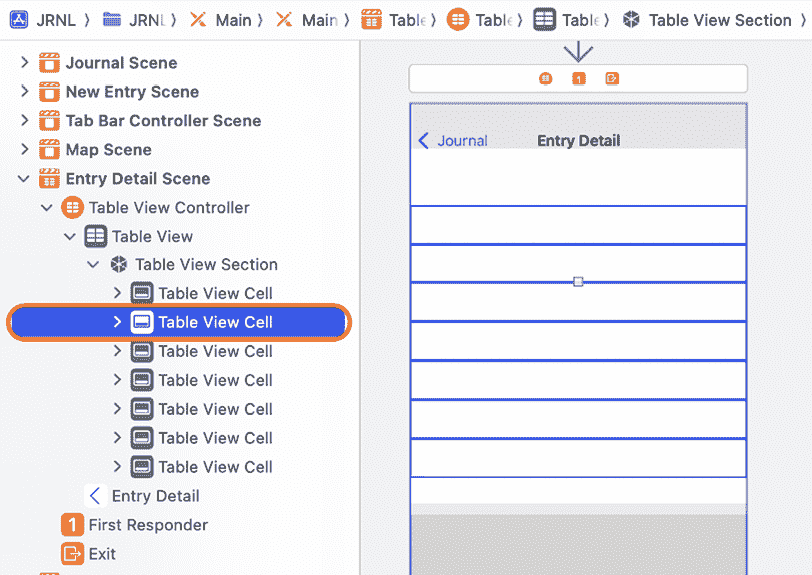 JRNL 〉 JRNL 〉 Main 〉 Main 〉 Table 〉 Table 〉 Table 〉 Table View Section 〉
Journal Scene
New Entry Scene
Tab Bar Controller Scene
Map Scene
Entry Detail Scene
Table View Controller
Table View
Table View Section
Table View Cell
Table View Cell
Table View Cell
Table View Cell
Table View Cell
Table View Cell
Table View Cell
Entry Detail
1 First Responder
Exit
1
Journal Entry Detail